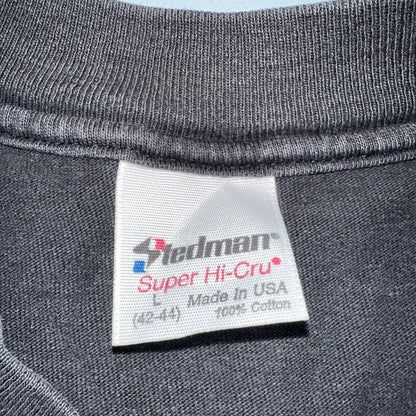 Stedman®
Super Hi-Cru®
L Made In USA
(42-44) 100% Cotton